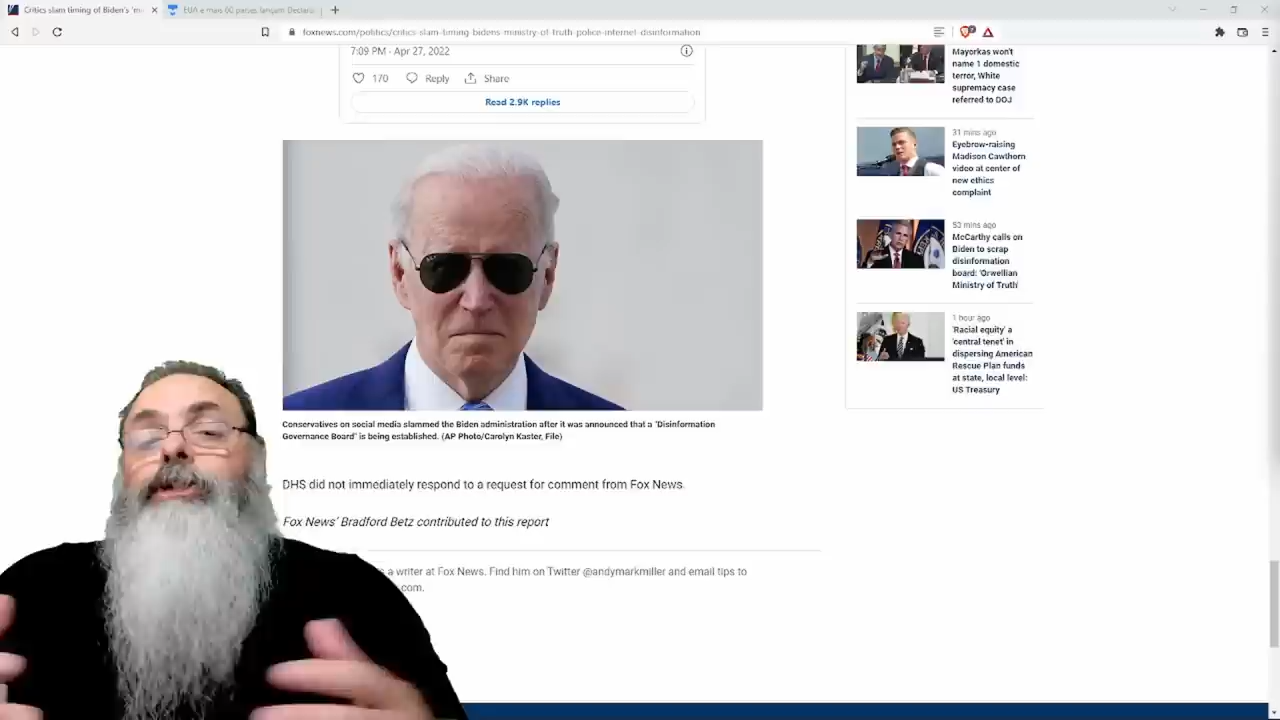 Critics slam timing of Biden's 'mi
EUA e mais 60 países lançam Declara
foxnews.com/politics/critics-slam-timing-bidens-ministry-of-truth-police-internet-disinformation
7:09 PM · Apr 27, 2022
170 Reply Share
Read 2.9K replies
Conservatives on social media slammed the Biden administration after it was announced that a "Disinformation
Governance Board" is being established. (AP Photo/Carolyn Kaster, File)
DHS did not immediately respond to a request for comment from Fox News.
Fox News' Bradford Betz contributed to this report
a writer at Fox News. Find him on Twitter @andymarkmiller and email tips to
com.
Mayorkas won't
name 1 domestic
terror, White
supremacy case
referred to DOJ
31 mins ago
Eyebrow-raising
Madison Cawthorn
video at center of
new ethics
complaint
53 mins ago
McCarthy calls on
Biden to scrap
disinformation
board: 'Orwellian
Ministry of Truth'
1 hour ago
'Racial equity' a
'central tenet' in
dispersing American
Rescue Plan funds
at state, local level:
US Treasury